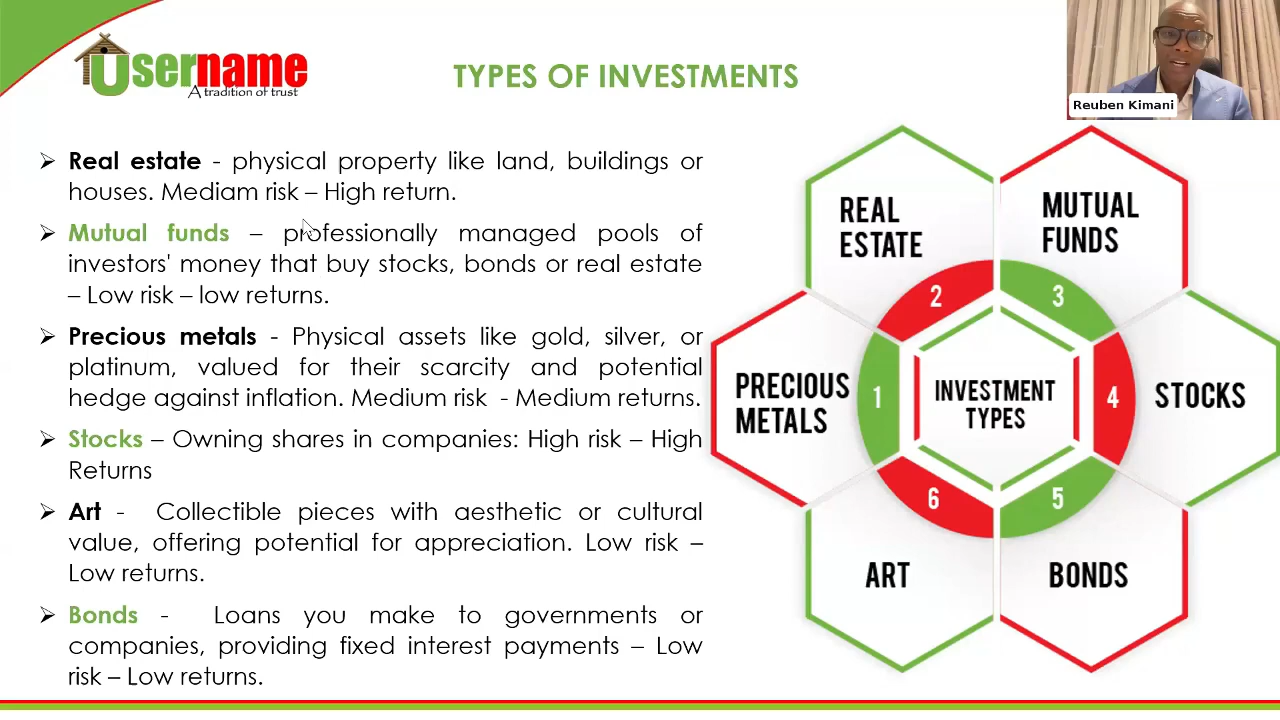 Username
A tradition of trust
TYPES OF INVESTMENTS
Reuben Kimani
➢ Real estate - physical property like land, buildings or
houses. Mediam risk – High return.
➢ Mutual funds – professionally managed pools of
investors' money that buy stocks, bonds or real estate
– Low risk – low returns.
➢ Precious metals - Physical assets like gold, silver, or
platinum, valued for their scarcity and potential
hedge against inflation. Medium risk - Medium returns.
➢ Stocks – Owning shares in companies: High risk – High
Returns
➢ Art - Collectible pieces with aesthetic or cultural
value, offering potential for appreciation. Low risk –
Low returns.
➢ Bonds - Loans you make to governments or
companies, providing fixed interest payments – Low
risk – Low returns.
REAL
ESTATE
2
MUTUAL
FUNDS
3
PRECIOUS
METALS
1
INVESTMENT
TYPES
4
STOCKS
6
ART
5
BONDS